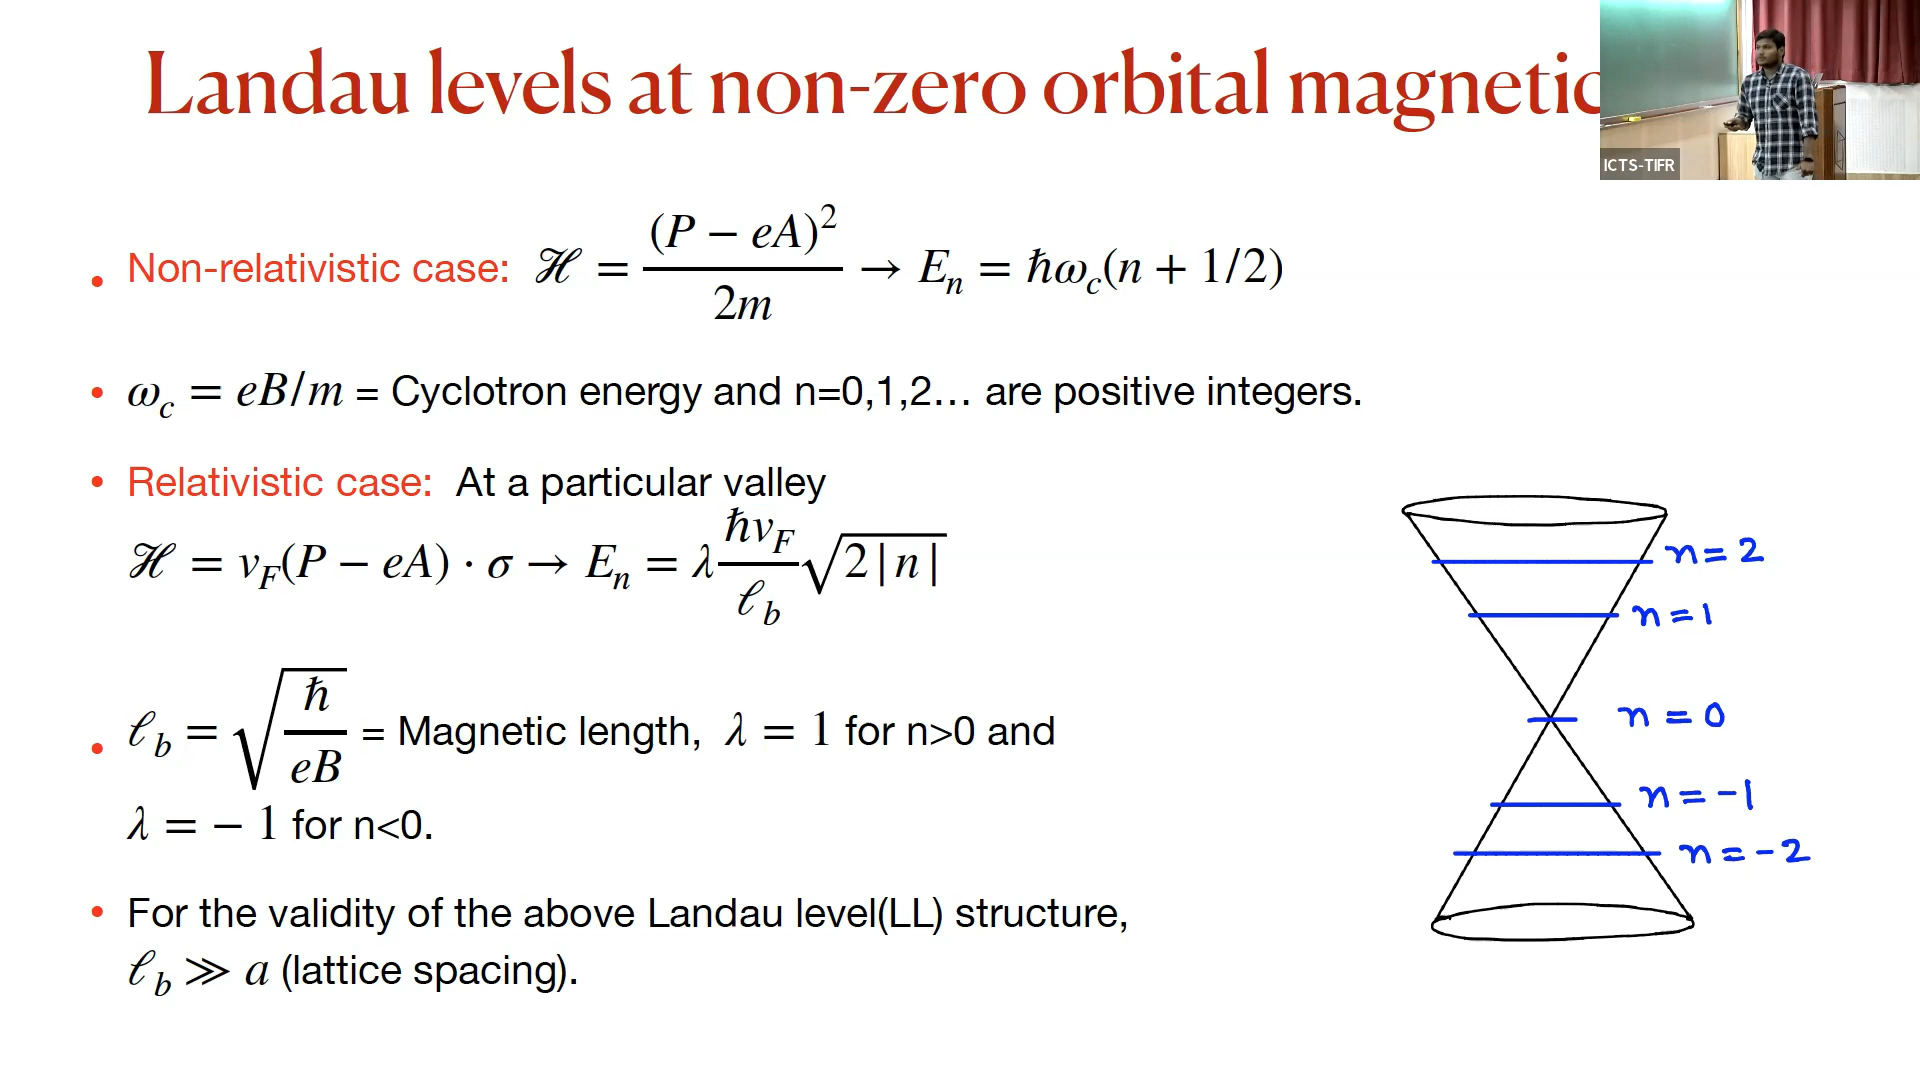 Landau levels at non-zero orbital magnetic
ICTS-TIFR
• Non-relativistic case: ℋ = (P − eA)² / 2m → Eₙ = ℏω_c(n + 1/2)
• ω_c = eB/m = Cyclotron energy and n=0,1,2… are positive integers.
• Relativistic case: At a particular valley
ℋ = v_F(P − eA) · σ → Eₙ = λ (ℏv_F / ℓ_b) √(2|n|)
• ℓ_b = √(ℏ / eB) = Magnetic length, λ = 1 for n>0 and
λ = − 1 for n<0.
• For the validity of the above Landau level(LL) structure,
ℓ_b ≫ a (lattice spacing).
n = 2
n = 1
n = 0
n = -1
n = -2